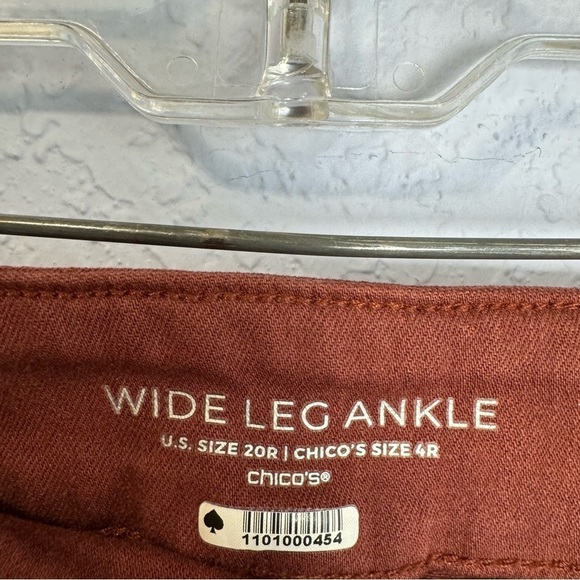 WIDE LEG ANKLE
U.S. SIZE 20R | CHICO'S SIZE 4R
chico's®
1101000454